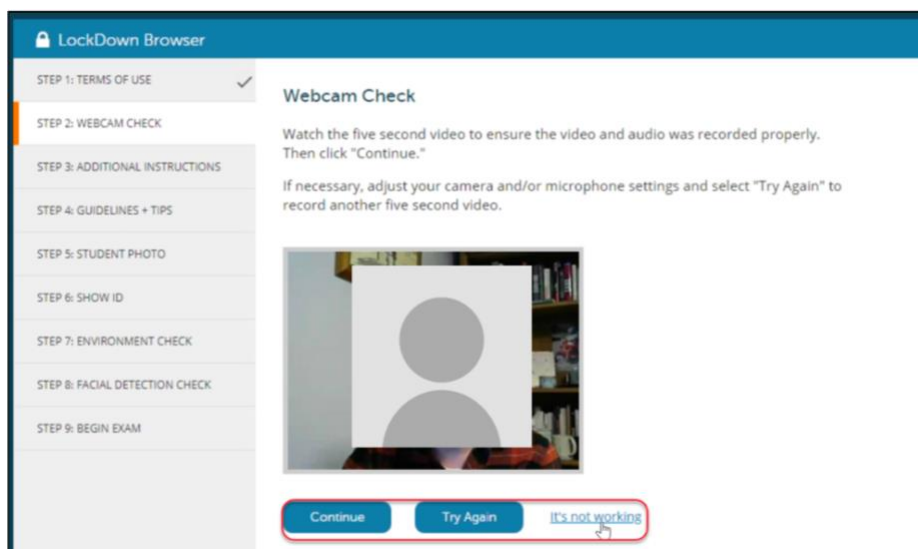 LockDown Browser
STEP 1: TERMS OF USE
STEP 2: WEBCAM CHECK
STEP 3: ADDITIONAL INSTRUCTIONS
STEP 4: GUIDELINES + TIPS
STEP 5: STUDENT PHOTO
STEP 6: SHOW ID
STEP 7: ENVIRONMENT CHECK
STEP 8: FACIAL DETECTION CHECK
STEP 9: BEGIN EXAM
Webcam Check
Watch the five second video to ensure the video and audio was recorded properly.
Then click "Continue."
If necessary, adjust your camera and/or microphone settings and select "Try Again" to
record another five second video.
Continue
Try Again
It's not working